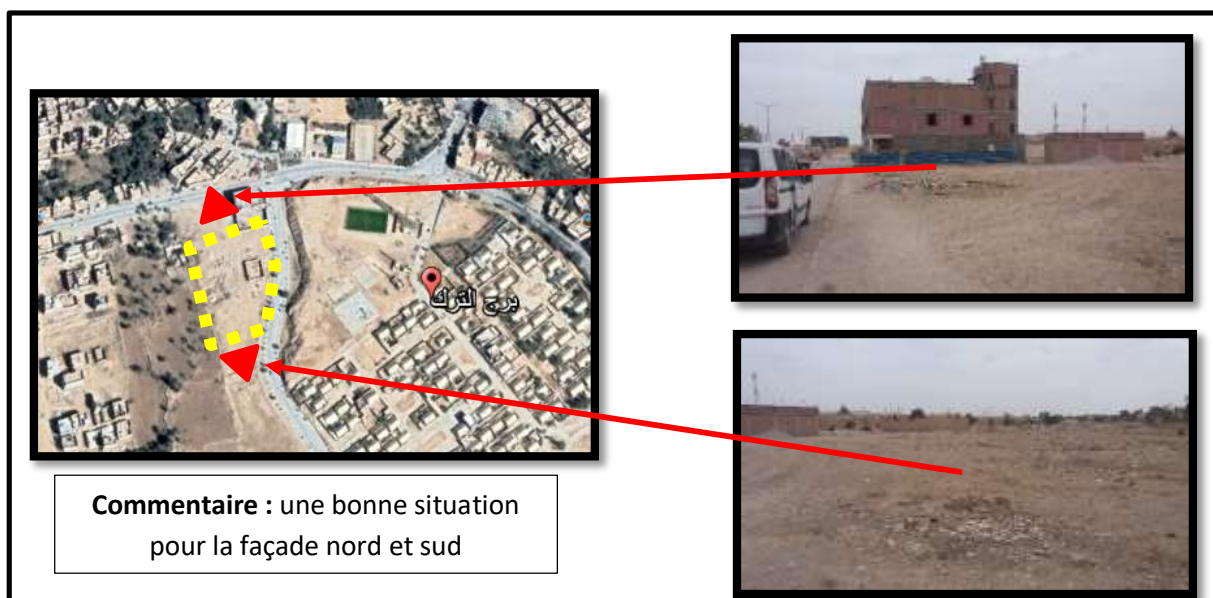 برج الترك
Commentaire : une bonne situation
pour la façade nord et sud